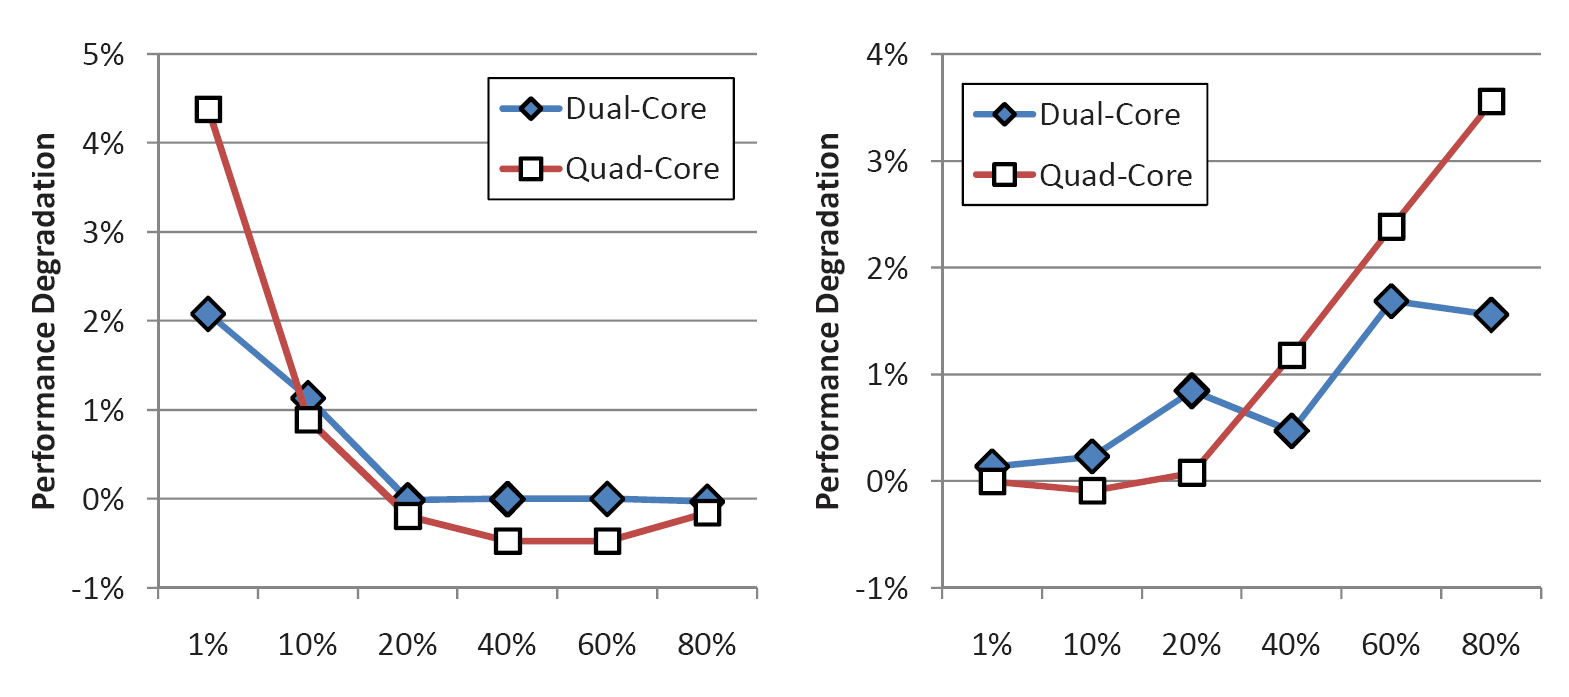 Performance Degradation
5%
4%
3%
2%
1%
0%
-1%
Dual-Core
Quad-Core
1% 10% 20% 40% 60% 80%
Performance Degradation
4%
3%
2%
1%
0%
-1%
Dual-Core
Quad-Core
1% 10% 20% 40% 60% 80%